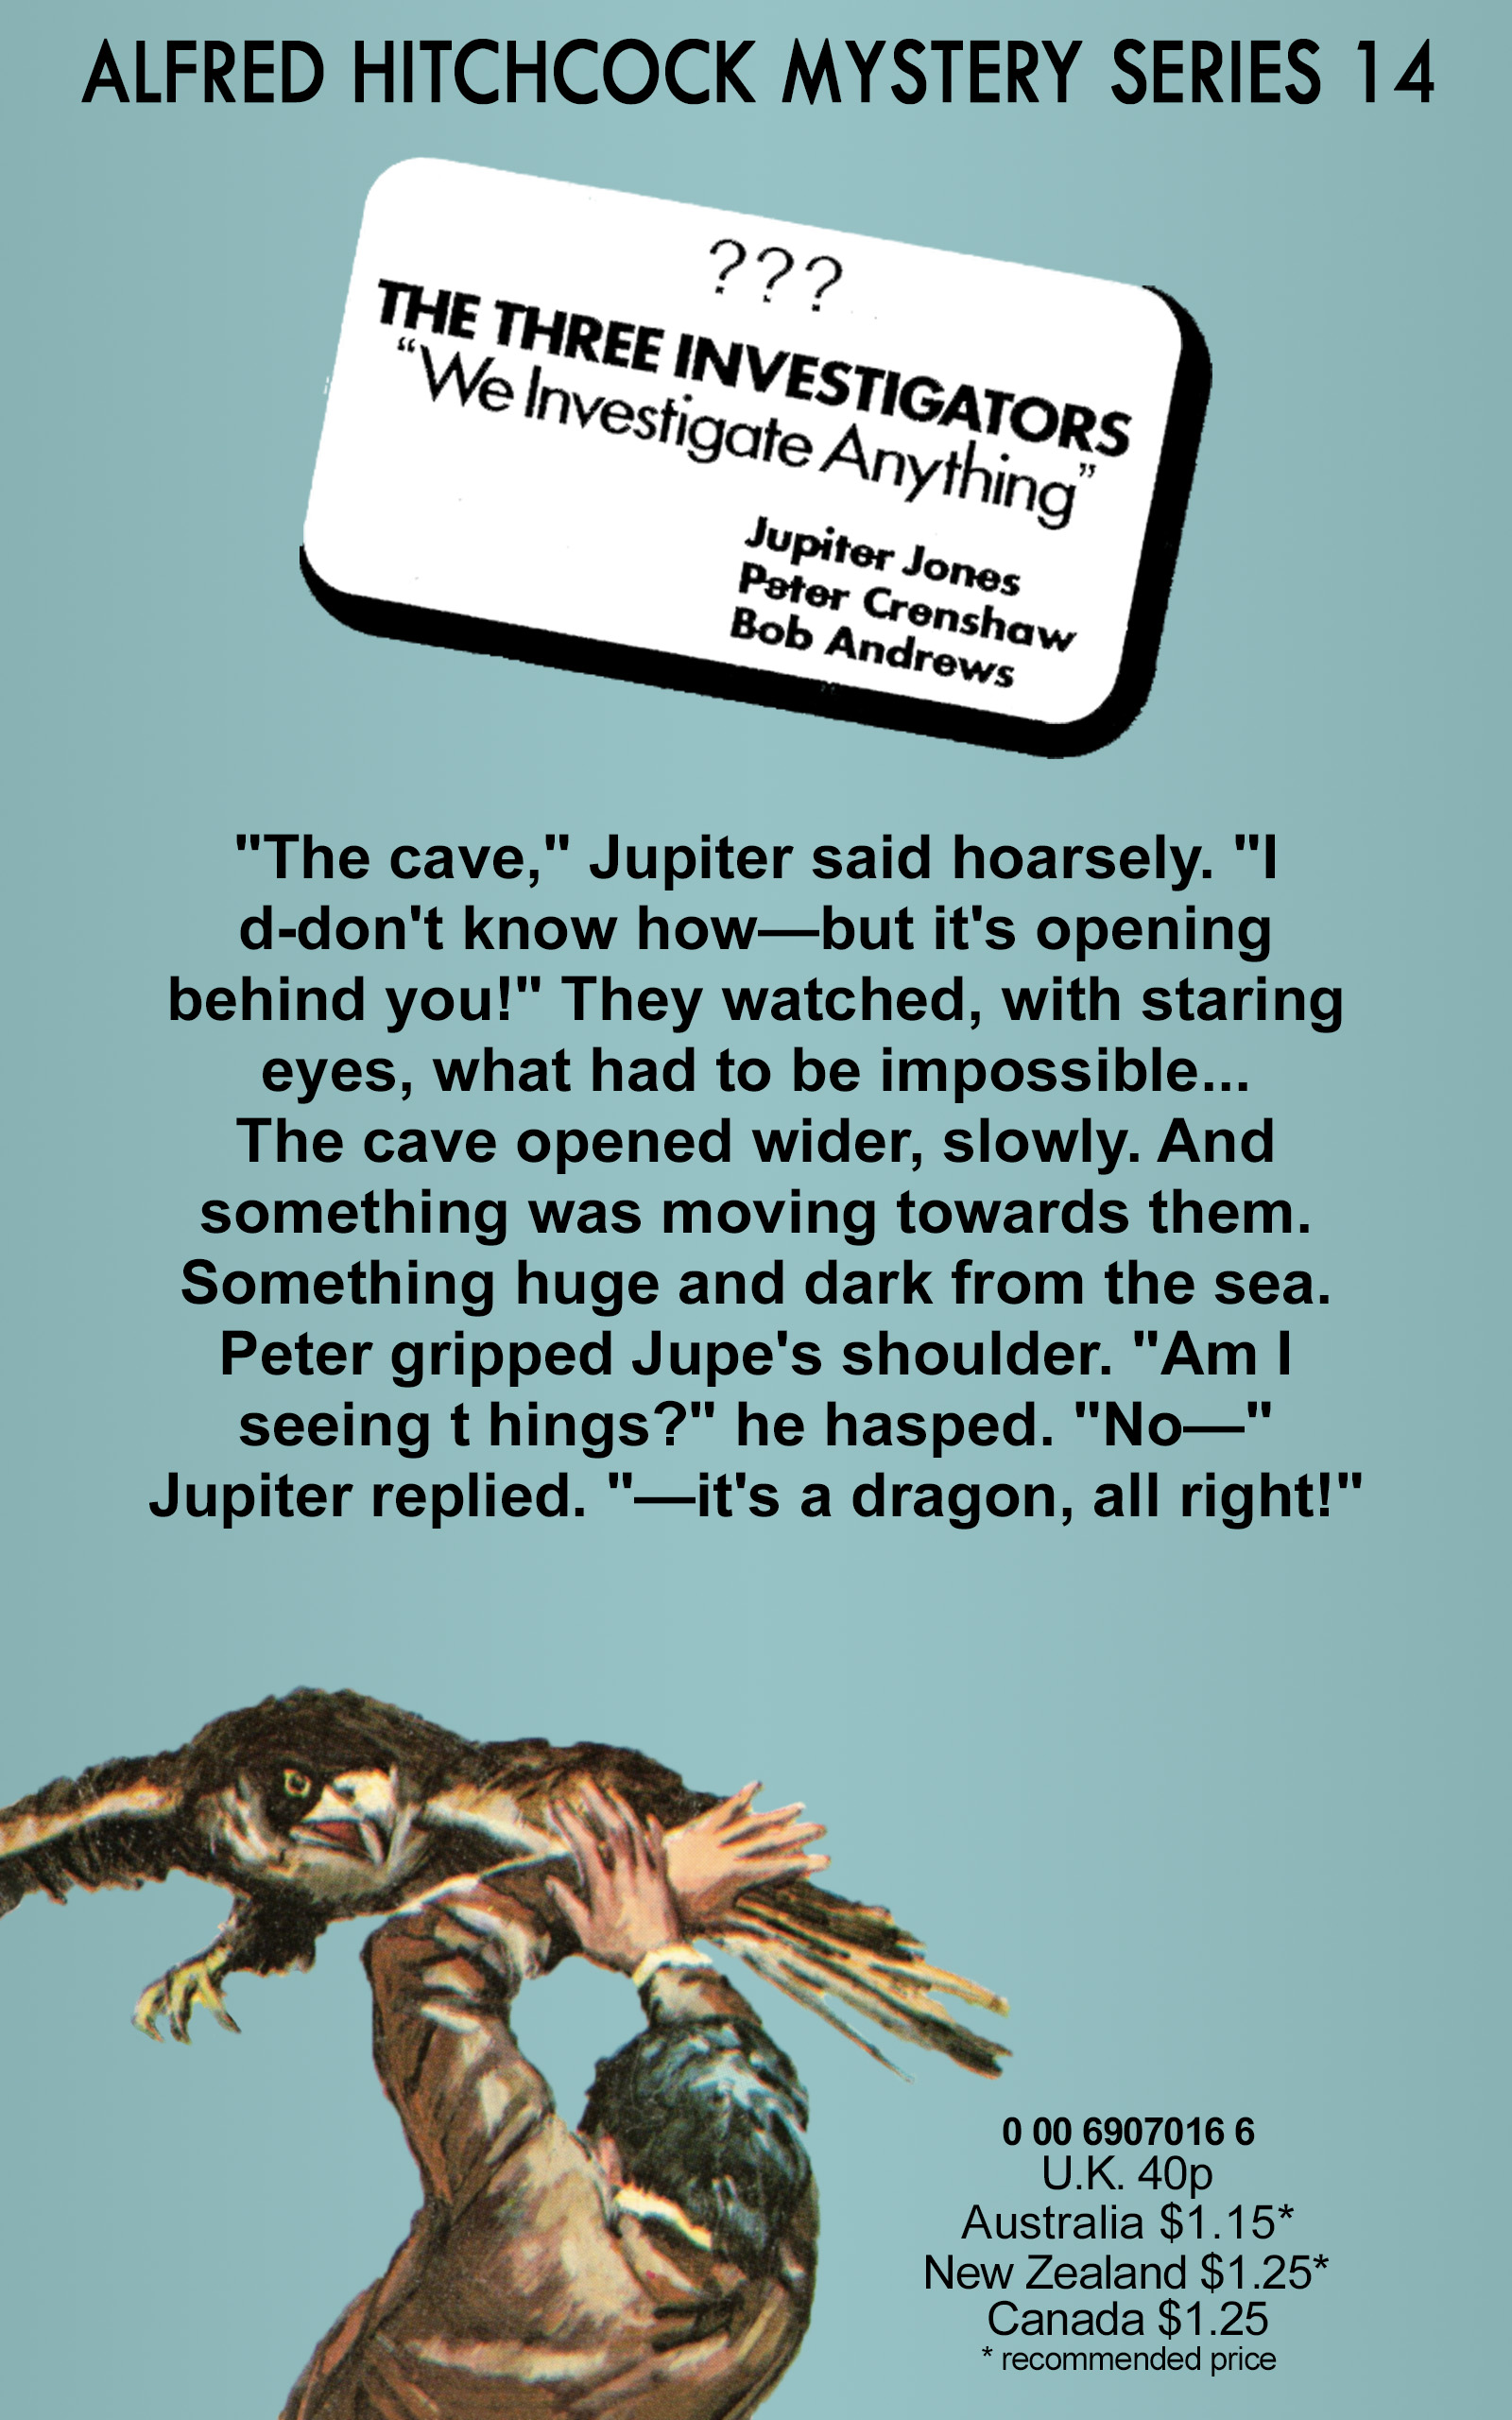 ALFRED HITCHCOCK MYSTERY SERIES 14
???
THE THREE INVESTIGATORS
“We Investigate Anything”
Jupiter Jones
Peter Crenshaw
Bob Andrews
"The cave," Jupiter said hoarsely. "I
d-don't know how—but it's opening
behind you!" They watched, with staring
eyes, what had to be impossible...
The cave opened wider, slowly. And
something was moving towards them.
Something huge and dark from the sea.
Peter gripped Jupe's shoulder. "Am I
seeing t hings?" he hasped. "No—"
Jupiter replied. "—it's a dragon, all right!"
0 00 6907016 6
U.K. 40p
Australia $1.15*
New Zealand $1.25*
Canada $1.25
* recommended price